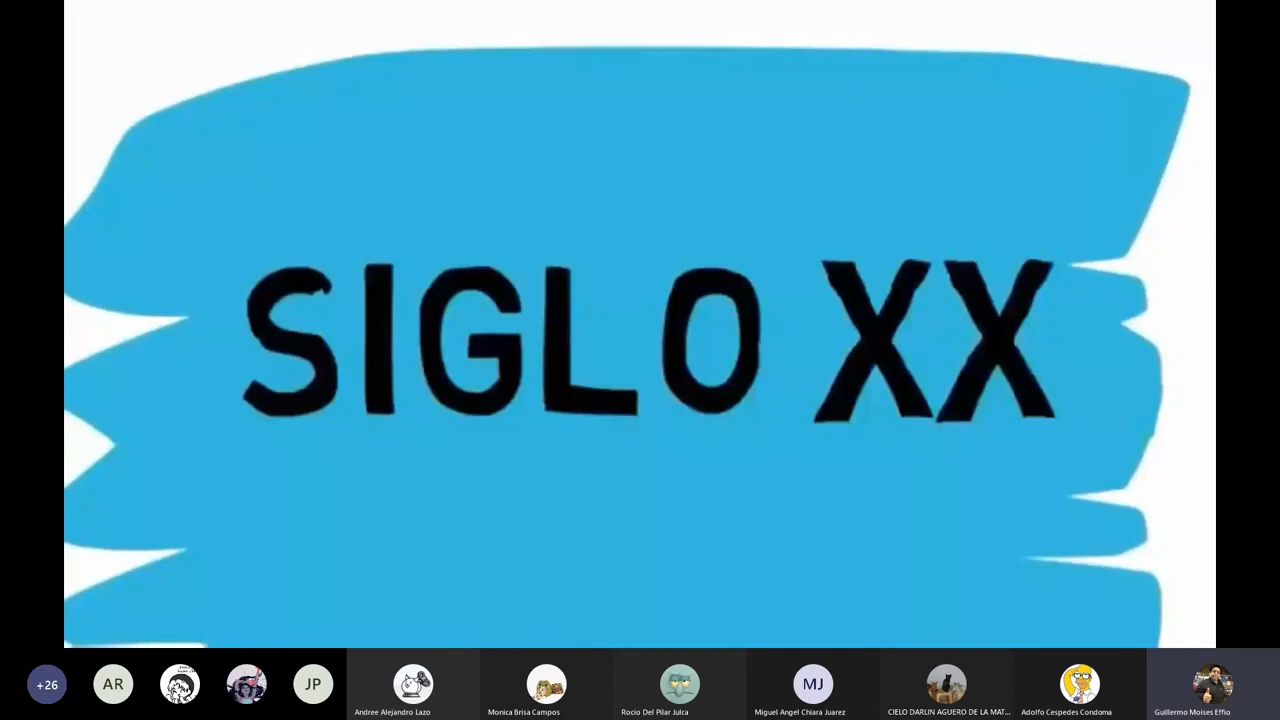 SIGLO XX
+26
AR
JP
Andree Alejandro Lazo
Monica Brisa Campos
Rocio Del Pilar Julca
MJ
Miguel Angel Chiara Juarez
CIELO DARLIN AGUERO DE LA MAT...
Adolfo Cespedes Condoma
Guillermo Moises Effio